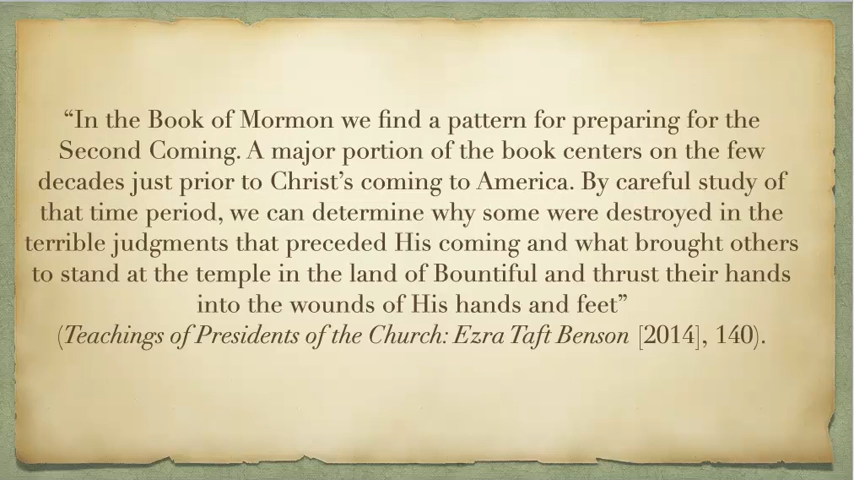 “In the Book of Mormon we find a pattern for preparing for the
Second Coming. A major portion of the book centers on the few
decades just prior to Christ’s coming to America. By careful study of
that time period, we can determine why some were destroyed in the
terrible judgments that preceded His coming and what brought others
to stand at the temple in the land of Bountiful and thrust their hands
into the wounds of His hands and feet”
(Teachings of Presidents of the Church: Ezra Taft Benson [2014], 140).